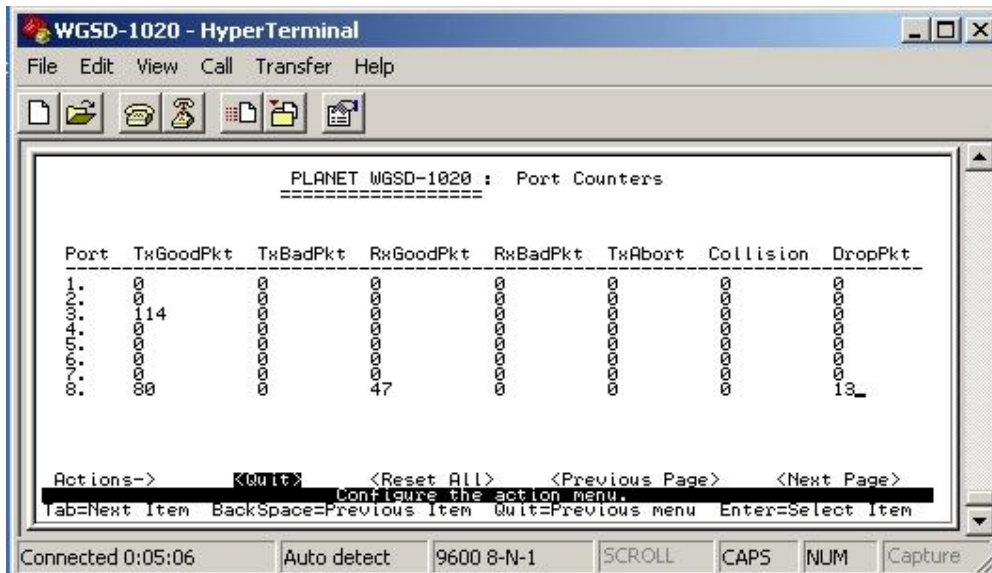 WGSD-1020 - HyperTerminal
File Edit View Call Transfer Help
PLANET WGSD-1020 : Port Counters
===================
Port TxGoodPkt TxBadPkt RxGoodPkt RxBadPkt TxAbort Collision DropPkt
1. 0 0 0 0 0 0 0
2. 0 0 0 0 0 0 0
3. 114 0 0 0 0 0 0
4. 0 0 0 0 0 0 0
5. 0 0 0 0 0 0 0
6. 0 0 0 0 0 0 0
7. 0 0 0 0 0 0 0
8. 80 0 47 0 0 0 13_
Actions-> <Quit> <Reset All> <Previous Page> <Next Page>
Configure the action menu.
Tab=Next Item BackSpace=Previous Item Quit=Previous menu Enter=Select Item
Connected 0:05:06 Auto detect 9600 8-N-1 SCROLL CAPS NUM Capture